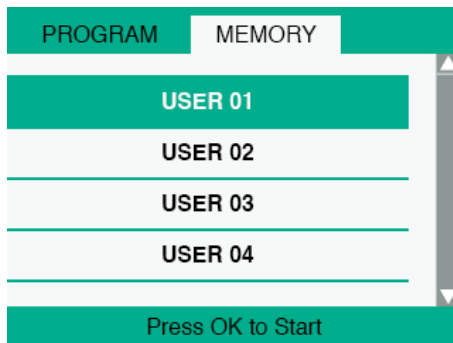 PROGRAM MEMORY
USER 01
USER 02
USER 03
USER 04
Press OK to Start